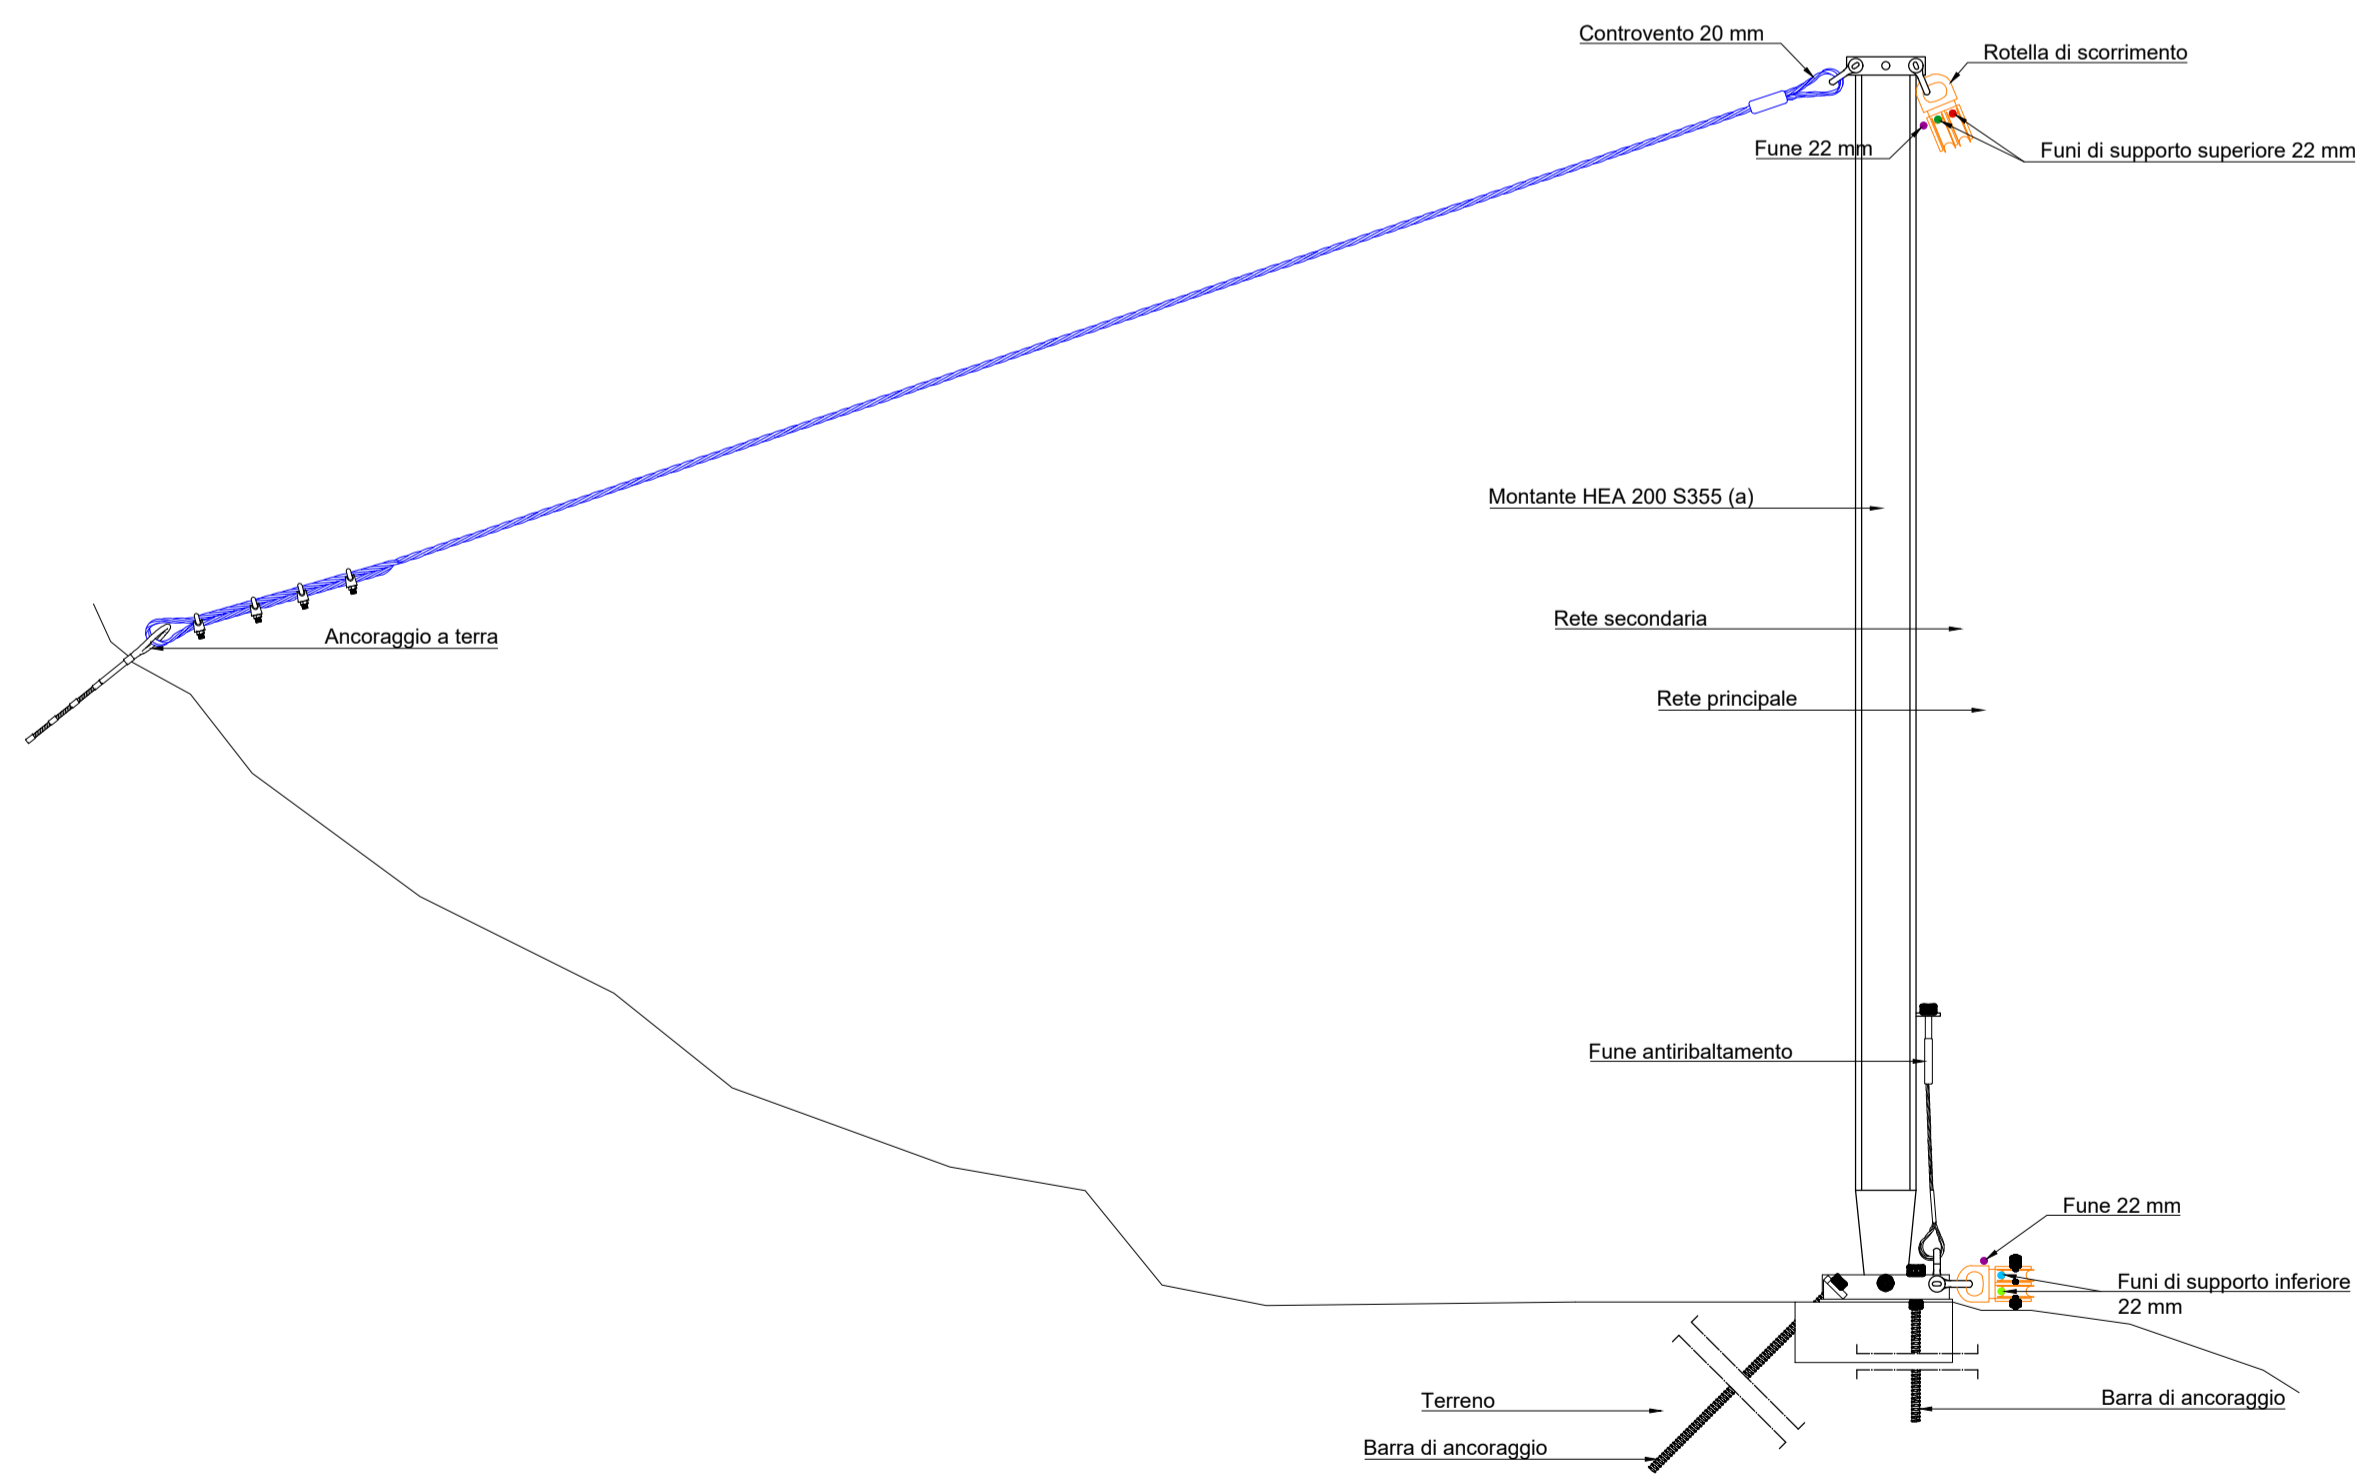 Controvento 20 mm
Rotella di scorrimento
Fune 22 mm
Funi di supporto superiore 22 mm
Montante HEA 200 S355 (a)
Rete secondaria
Ancoraggio a terra
Rete principale
Fune antiribaltamento
Fune 22 mm
Funi di supporto inferiore
22 mm
Terreno
Barra di ancoraggio
Barra di ancoraggio